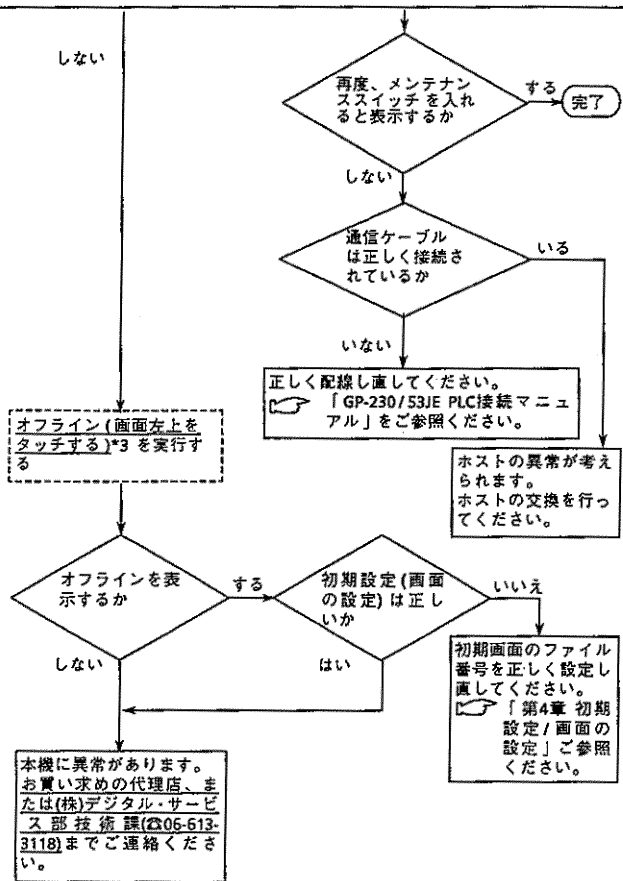 しない
再度、メンテナン
ススイッチを入れ
ると表示するか
する
完了
しない
通信ケーブル
は正しく接続さ
れているか
いる
いない
正しく配線し直してください。
☞ 「GP-230/53JE PLC接続マニュ
アル」をご参照ください。
ホストの異常が考え
られます。
ホストの交換を行っ
てください。
オフライン(画面左上を
タッチする)*3 を実行す
る
オフラインを表
示するか
する
しない
初期設定(画面
の設定)は正し
いか
いいえ
はい
初期画面のファイル
番号を正しく設定し
直してください。
☞ 「第4章 初期
設定/画面の
設定」ご参照
ください。
本機に異常があります。
お買い求めの代理店、ま
たは(株)デジタル・サービ
ス部技術課(☎06-613-
3118)までご連絡くださ
い。